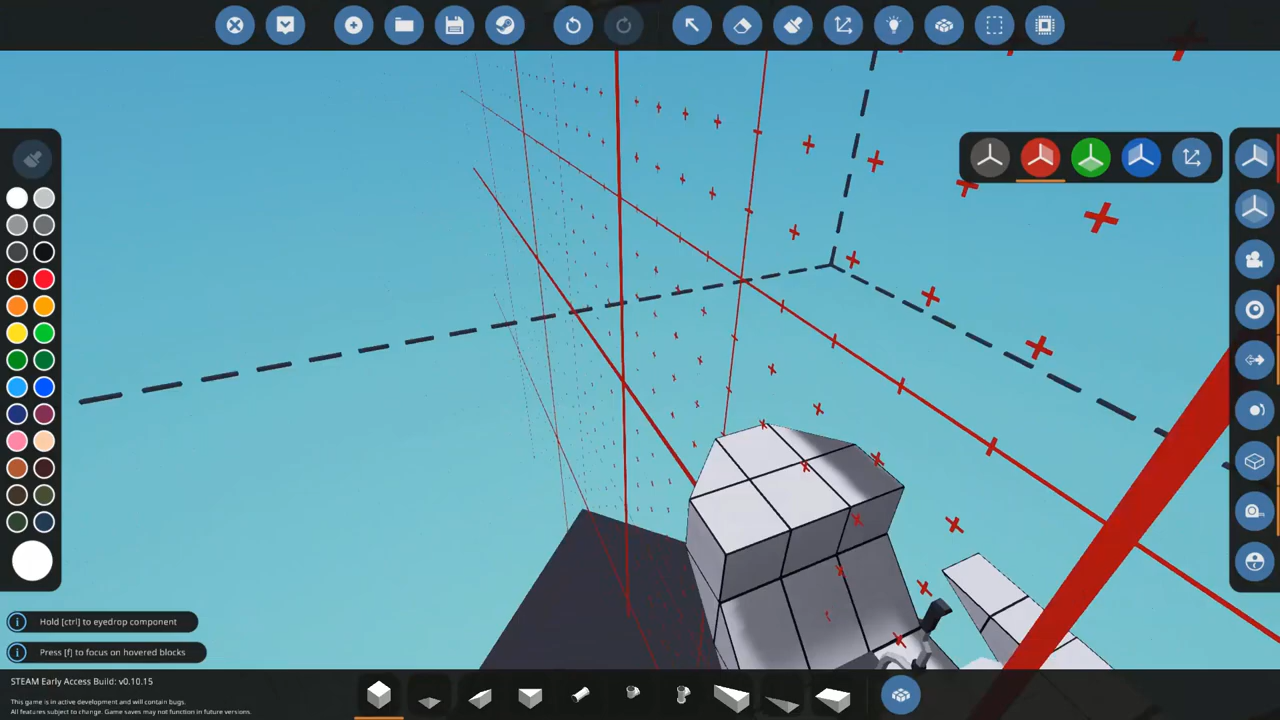 Hold [ctrl] to eyedrop component
Press [f] to focus on hovered blocks
STEAM Early Access Build: v0.10.15
This game is in active development and will contain bugs.
All features subject to change. Game saves may not function in future versions.